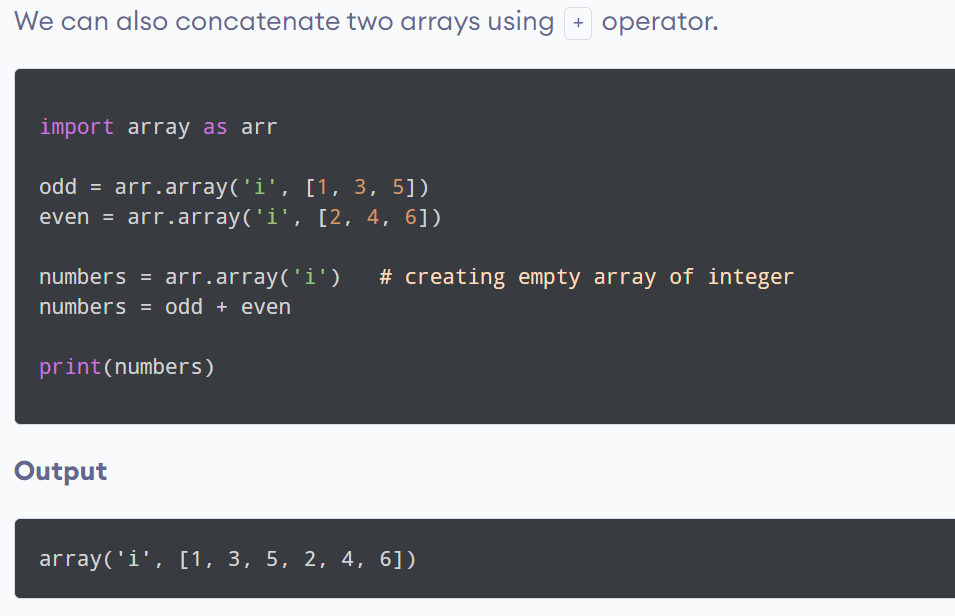 We can also concatenate two arrays using + operator.
import array as arr
odd = arr.array('i', [1, 3, 5])
even = arr.array('i', [2, 4, 6])
numbers = arr.array('i')   # creating empty array of integer
numbers = odd + even
print(numbers)
Output
array('i', [1, 3, 5, 2, 4, 6])